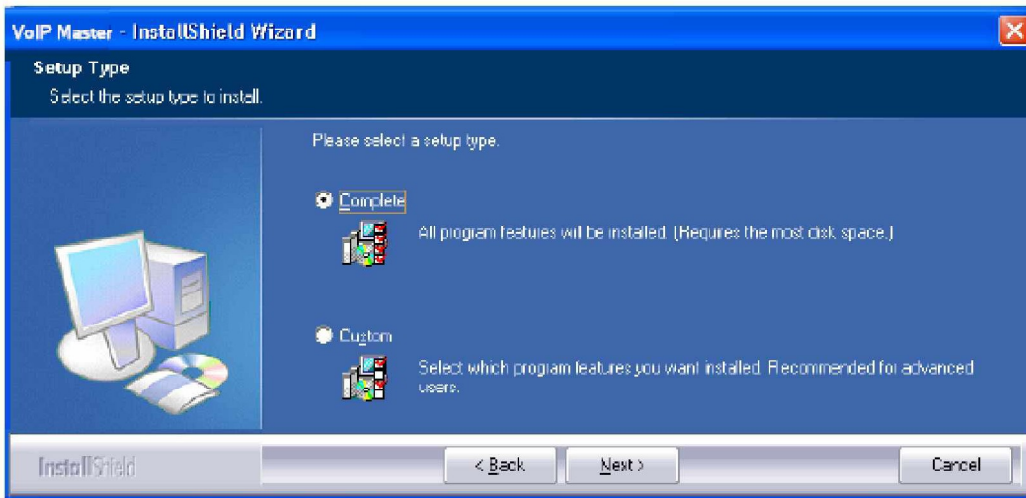 VoIP Master - InstallShield Wizard
Setup Type
Select the setup type to install.
Please select a setup type.
Complete
All program features will be installed. (Requires the most disk space.)
Custom
Select which program features you want installed. Recommended for advanced
users.
InstallShield
< Back
Next >
Cancel